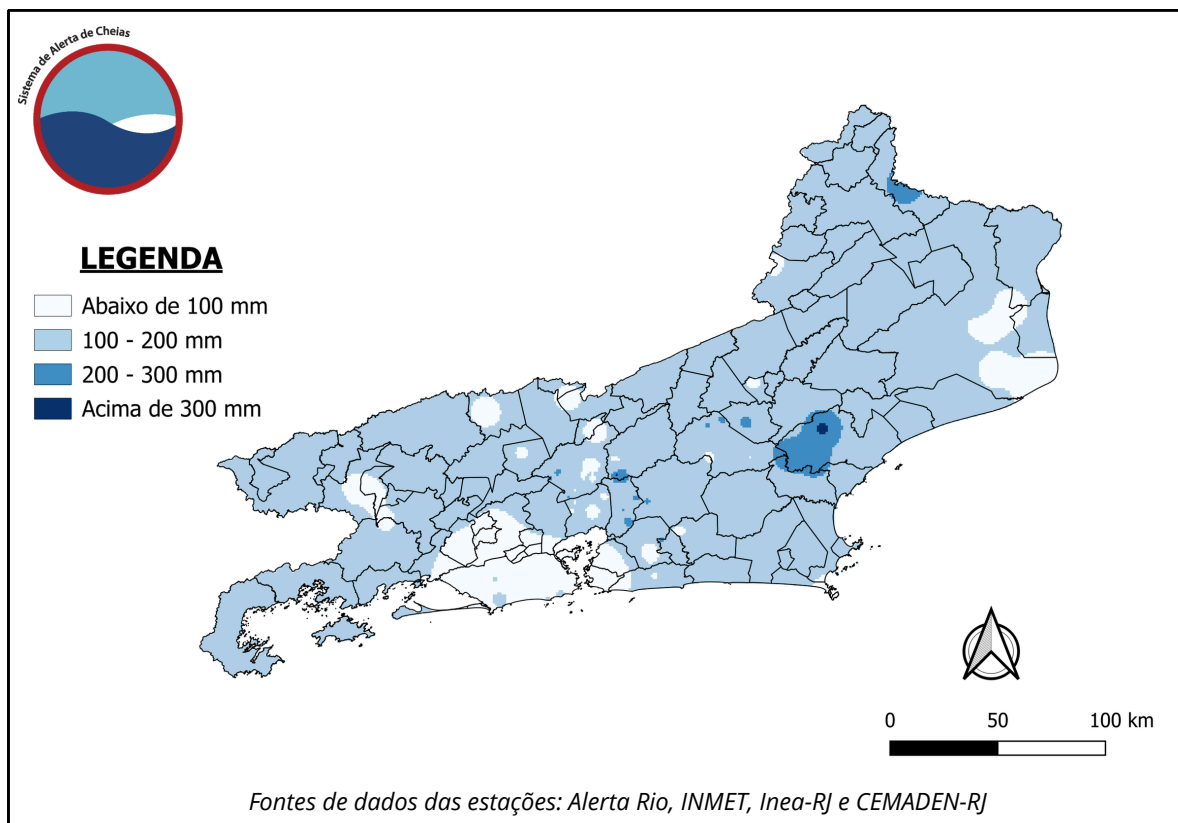 Sistema de Alerta de Cheias
LEGENDA
Abaixo de 100 mm
100 - 200 mm
200 - 300 mm
Acima de 300 mm
0 50 100 km
Fontes de dados das estações: Alerta Rio, INMET, Inea-RJ e CEMADEN-RJ